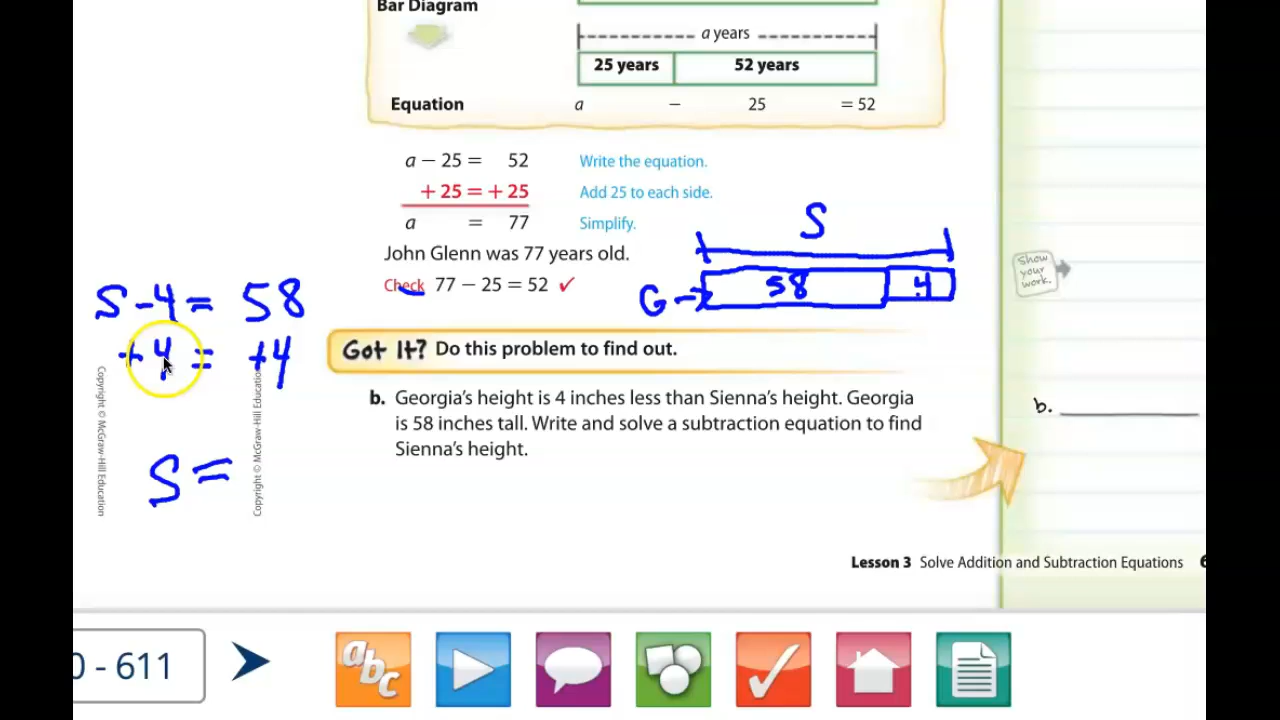 Bar Diagram
a years
25 years 52 years
Equation a − 25 = 52
a − 25 = 52 Write the equation.
+ 25 = + 25 Add 25 to each side.
a = 77 Simplify.
John Glenn was 77 years old.
Check 77 − 25 = 52 ✓
S
G → 58 4
S - 4 = 58
+ 4 = + 4
S =
Show
your
work.
Got It? Do this problem to find out.
b. Georgia's height is 4 inches less than Sienna's height. Georgia
is 58 inches tall. Write and solve a subtraction equation to find
Sienna's height.
b.
Copyright © McGraw-Hill Education
Copyright © McGraw-Hill Education
Lesson 3 Solve Addition and Subtraction Equations
0 - 611
abc